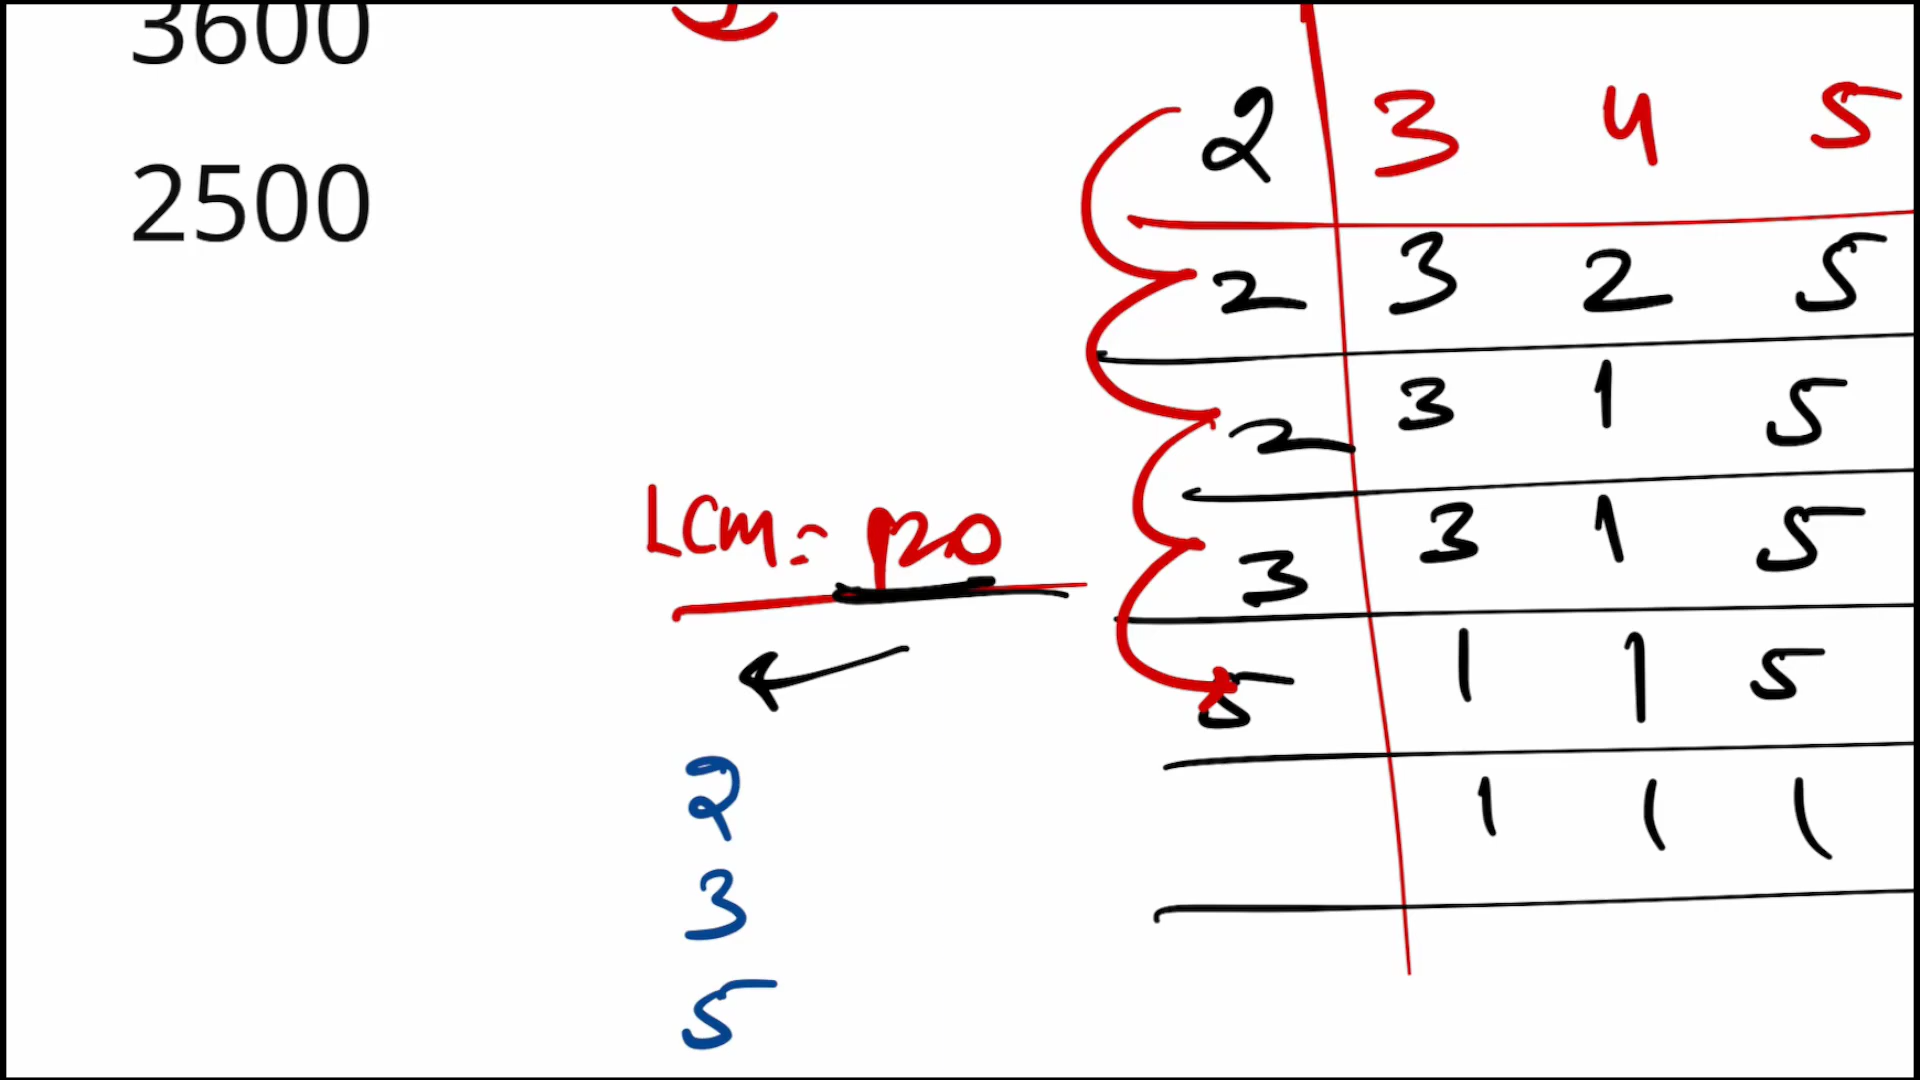 3600
2500
2 3 4 5
2 3 2 5
2 3 1 5
3 3 1 5
5 1 1 5
1 1 1
LCM = 120
2
3
5